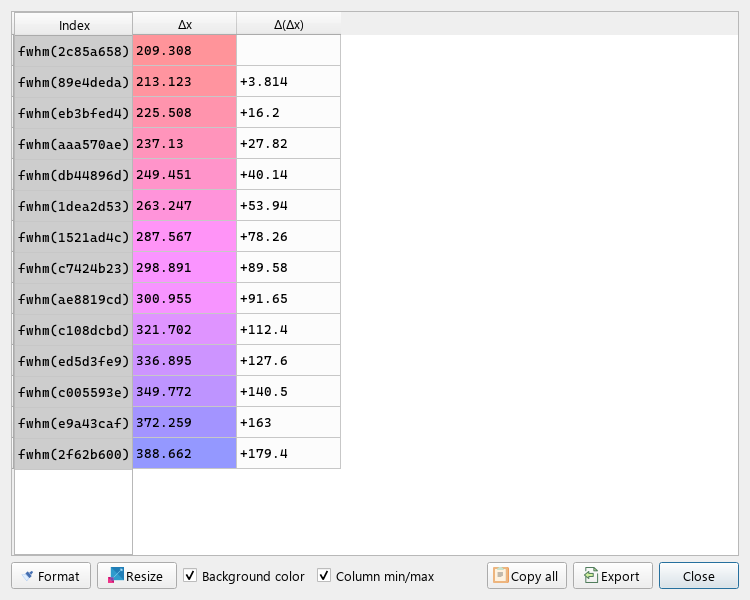 Index Δx Δ(Δx)
fwhm(2c85a658) 209.308
fwhm(89e4deda) 213.123 +3.814
fwhm(eb3bfed4) 225.508 +16.2
fwhm(aaa570ae) 237.13 +27.82
fwhm(db44896d) 249.451 +40.14
fwhm(1dea2d53) 263.247 +53.94
fwhm(1521ad4c) 287.567 +78.26
fwhm(c7424b23) 298.891 +89.58
fwhm(ae8819cd) 300.955 +91.65
fwhm(c108dcbd) 321.702 +112.4
fwhm(ed5d3fe9) 336.895 +127.6
fwhm(c005593e) 349.772 +140.5
fwhm(e9a43caf) 372.259 +163
fwhm(2f62b600) 388.662 +179.4
Format Resize Background color Column min/max Copy all Export Close